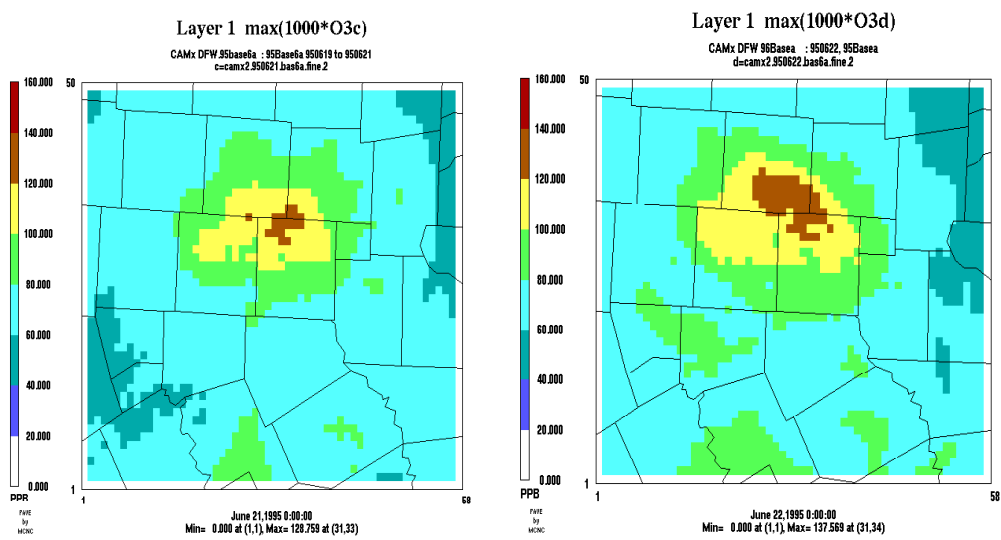 Layer 1 max(1000*O3c)
CAMx DFW.95base6a : 95Base6a 950619 to 950621
c=camx2.950621.bas6a.fine.2
160.000
140.000
120.000
100.000
80.000
60.000
40.000
20.000
0.000
PPB
PAVE
by
MCNC
50
1
1
58
June 21,1995 0:00:00
Min= 0.000 at (1,1), Max= 128.759 at (31,33)
Layer 1 max(1000*O3d)
CAMx DFW 96Basea : 950622, 95Basea
d=camx2.950622.bas6a.fine.2
160.000
140.000
120.000
100.000
80.000
60.000
40.000
20.000
0.000
PPB
PAVE
by
MCNC
50
1
1
58
June 22,1995 0:00:00
Min= 0.000 at (1,1), Max= 137.569 at (31,34)